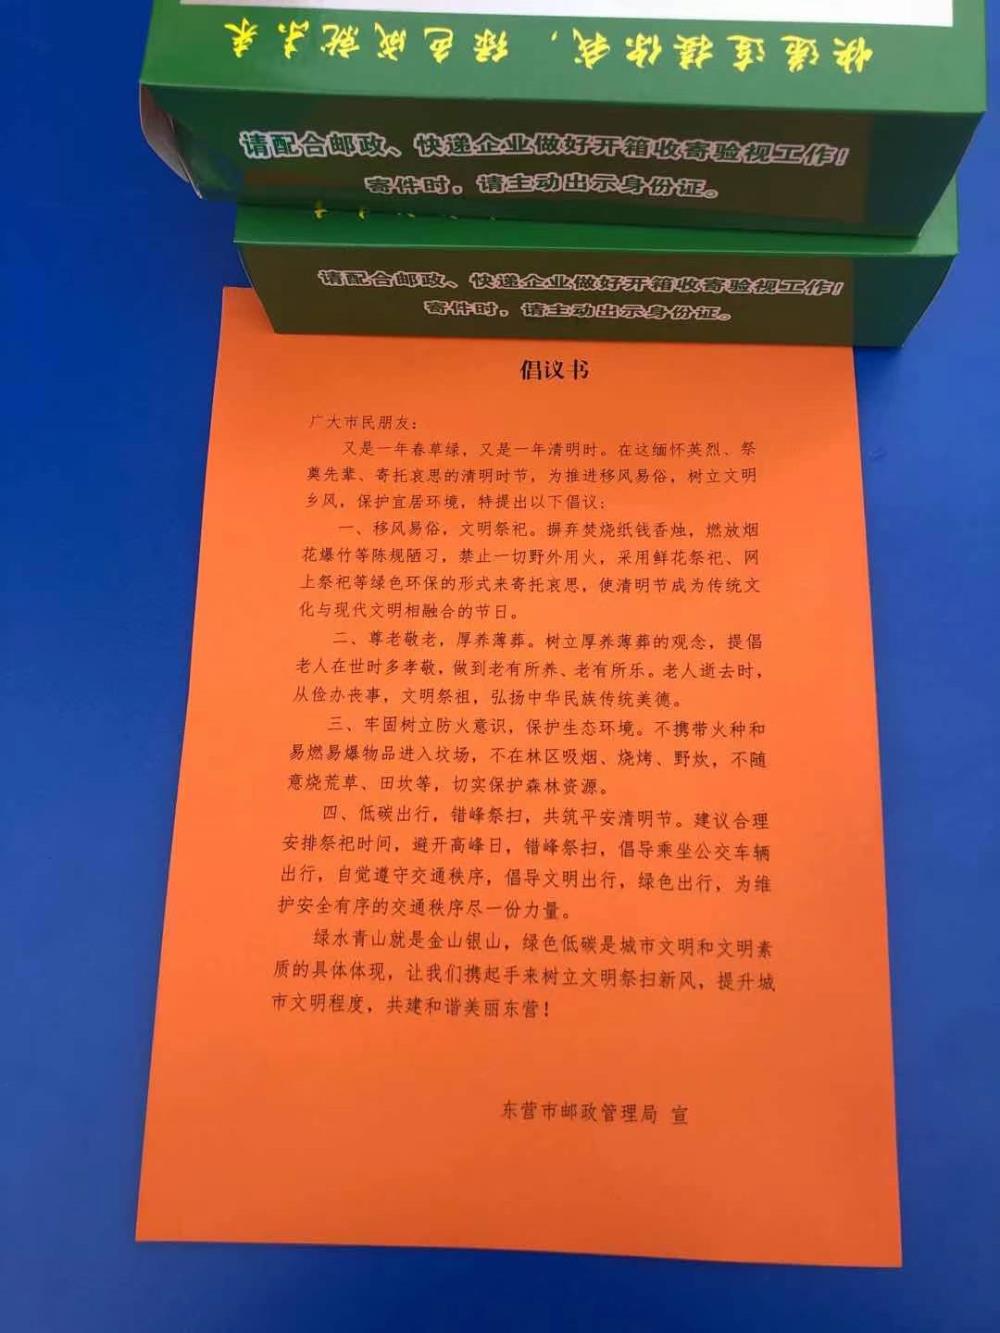 快递连接你我，绿色成就未来
请配合邮政、快递企业做好开箱收寄验视工作！
寄件时，请主动出示身份证。
请配合邮政、快递企业做好开箱收寄验视工作！
寄件时，请主动出示身份证。
倡议书
广大市民朋友：
又是一年春草绿，又是一年清明时。在这缅怀英烈、祭
奠先辈、寄托哀思的清明时节，为推进移风易俗，树立文明
乡风，保护宜居环境，特提出以下倡议：
一、移风易俗，文明祭祀。摒弃焚烧纸钱香烛，燃放烟
花爆竹等陈规陋习，禁止一切野外用火，采用鲜花祭祀、网
上祭祀等绿色环保的形式来寄托哀思，使清明节成为传统文
化与现代文明相融合的节日。
二、尊老敬老，厚养薄葬。树立厚养薄葬的观念，提倡
老人在世时多孝敬，做到老有所养、老有所乐。老人逝去时，
从俭办丧事，文明祭祖，弘扬中华民族传统美德。
三、牢固树立防火意识，保护生态环境。不携带火种和
易燃易爆物品进入坟场，不在林区吸烟、烧烤、野炊，不随
意烧荒草、田坎等，切实保护森林资源。
四、低碳出行，错峰祭扫，共筑平安清明节。建议合理
安排祭祀时间，避开高峰日，错峰祭扫，倡导乘坐公交车辆
出行，自觉遵守交通秩序，倡导文明出行，绿色出行，为维
护安全有序的交通秩序尽一份力量。
绿水青山就是金山银山，绿色低碳是城市文明和文明素
质的具体体现，让我们携起手来树立文明祭扫新风，提升城
市文明程度，共建和谐美丽东营！
东营市邮政管理局 宣